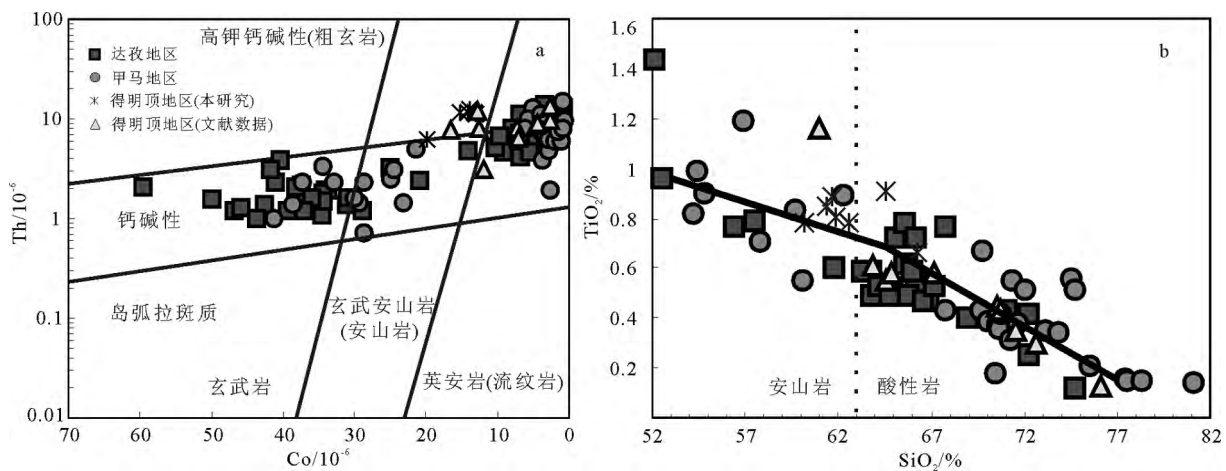 100
10
1
0.1
0.01
70
60
50
40
30
20
10
0
Th/10⁻⁶
Co/10⁻⁶
a
高钾钙碱性(粗玄岩)
达孜地区
甲马地区
得明顶地区(本研究)
得明顶地区(文献数据)
钙碱性
岛弧拉斑质
玄武安山岩
(安山岩)
玄武岩
英安岩(流纹岩)
1.6
1.4
1.2
1
0.8
0.6
0.4
0.2
52
57
62
67
72
77
82
TiO₂/%
SiO₂/%
b
安山岩
酸性岩